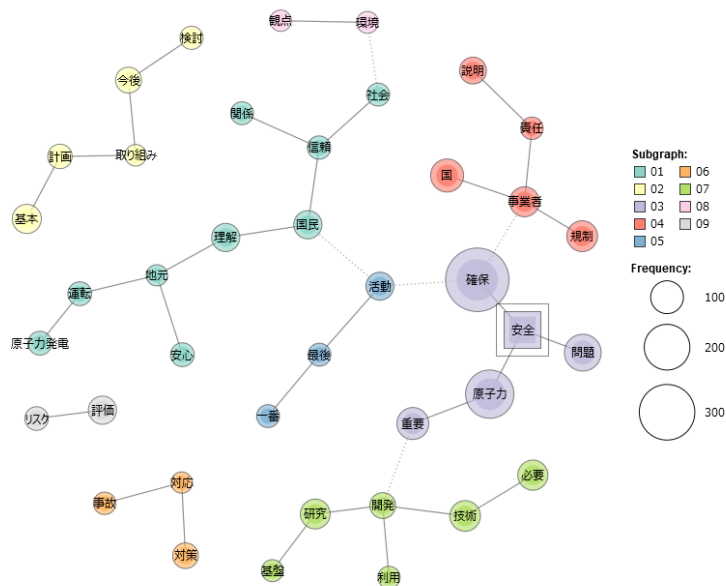 観点
環境
検討
今後
社会
説明
関係
責任
信頼
計画
取り組み
国
事業者
基本
国民
理解
規制
地元
確保
運転
活動
安全
原子力発電
安心
最後
問題
原子力
リスク
評価
一番
重要
必要
対応
事故
研究
開発
技術
対策
基盤
利用
Subgraph:
01 06
02 07
03 08
04 09
05
Frequency:
100
200
300